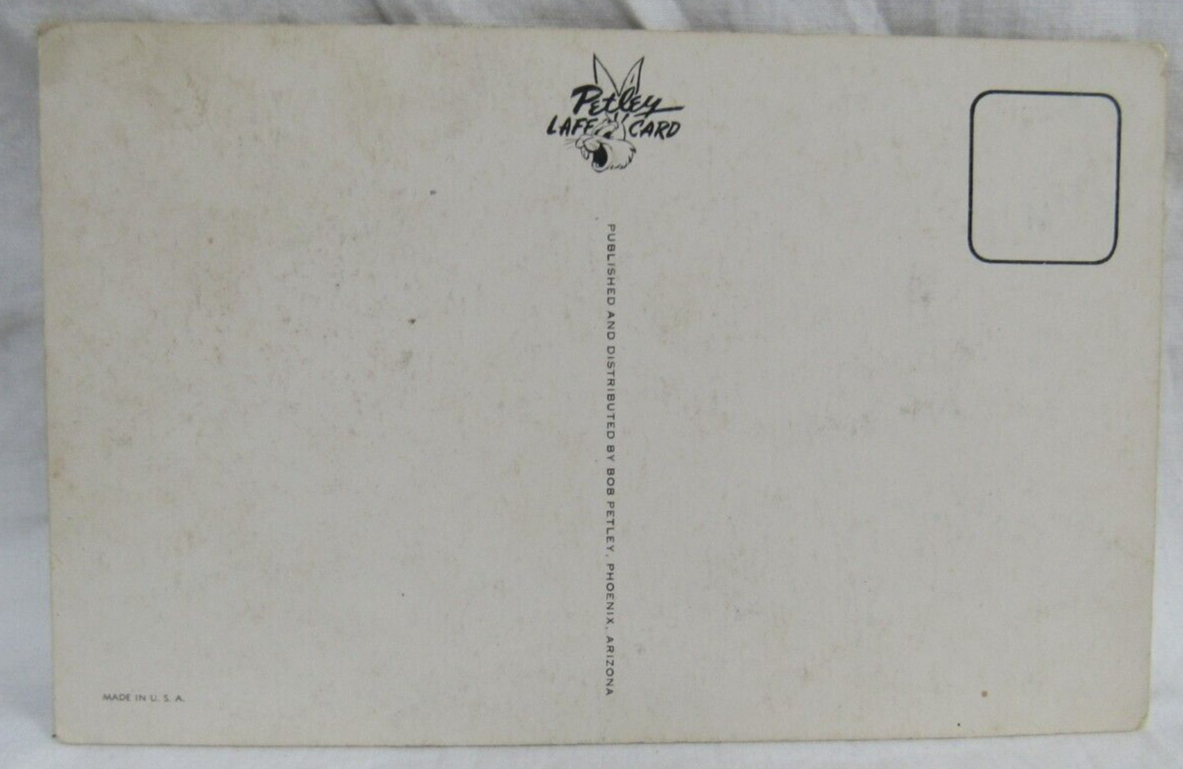 Petley
LAFF CARD
PUBLISHED AND DISTRIBUTED BY BOB PETLEY, PHOENIX, ARIZONA
MADE IN U. S. A.